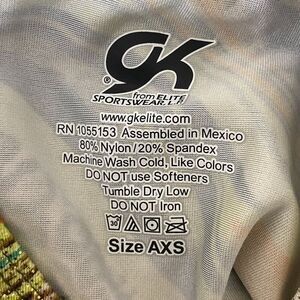 GK
from ELITE
SPORTSWEAR L.P.
www.gkelite.com
RN 1055153 Assembled in Mexico
80% Nylon/20% Spandex
Machine Wash Cold, Like Colors
DO NOT use Softeners
Tumble Dry Low
DO NOT Iron
30
Size AXS